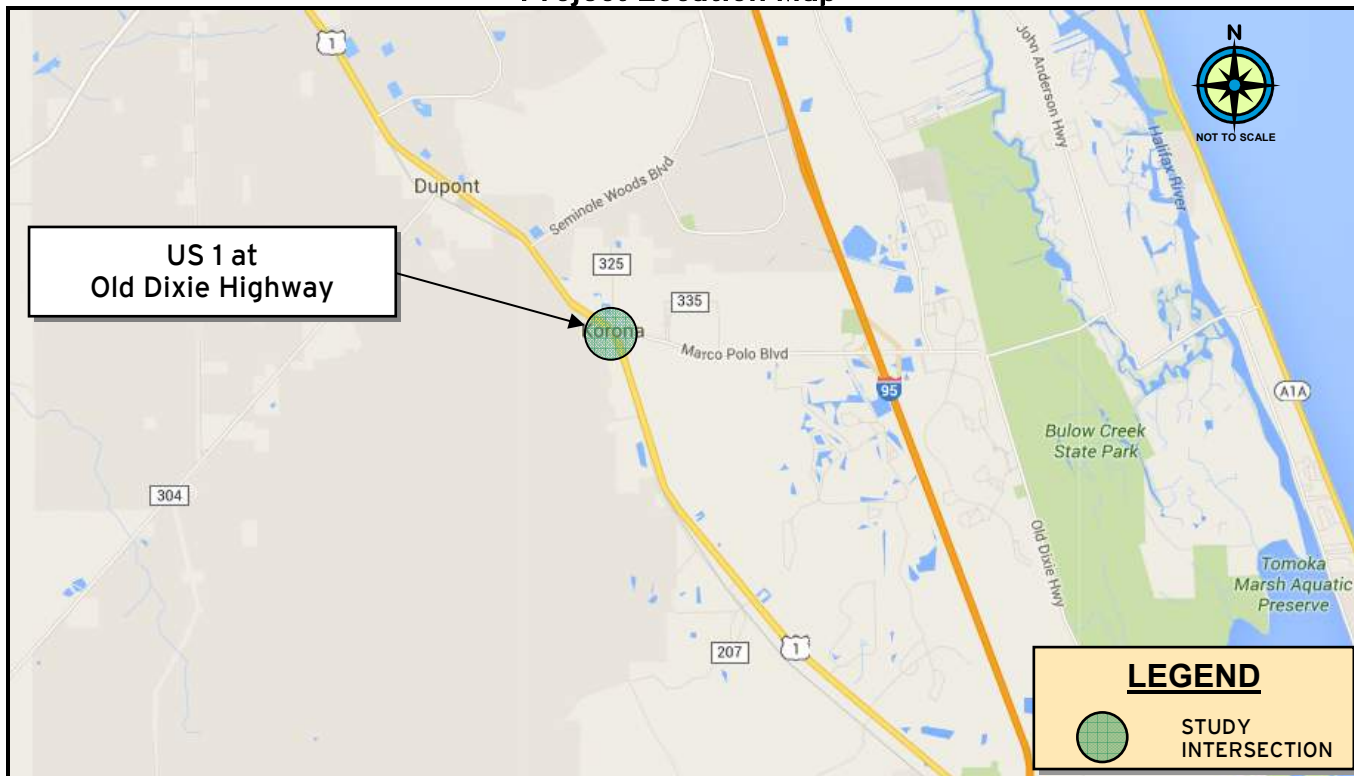 Project Location Map
1
John Anderson Hwy
N
NOT TO SCALE
Halifax River
Dupont
Seminole Woods Blvd
US 1 at
Old Dixie Highway
325
335
Korona
Marco Polo Blvd
95
A1A
Bulow Creek
State Park
304
Old Dixie Hwy
Tomoka
Marsh Aquatic
Preserve
207
1
LEGEND
STUDY
INTERSECTION